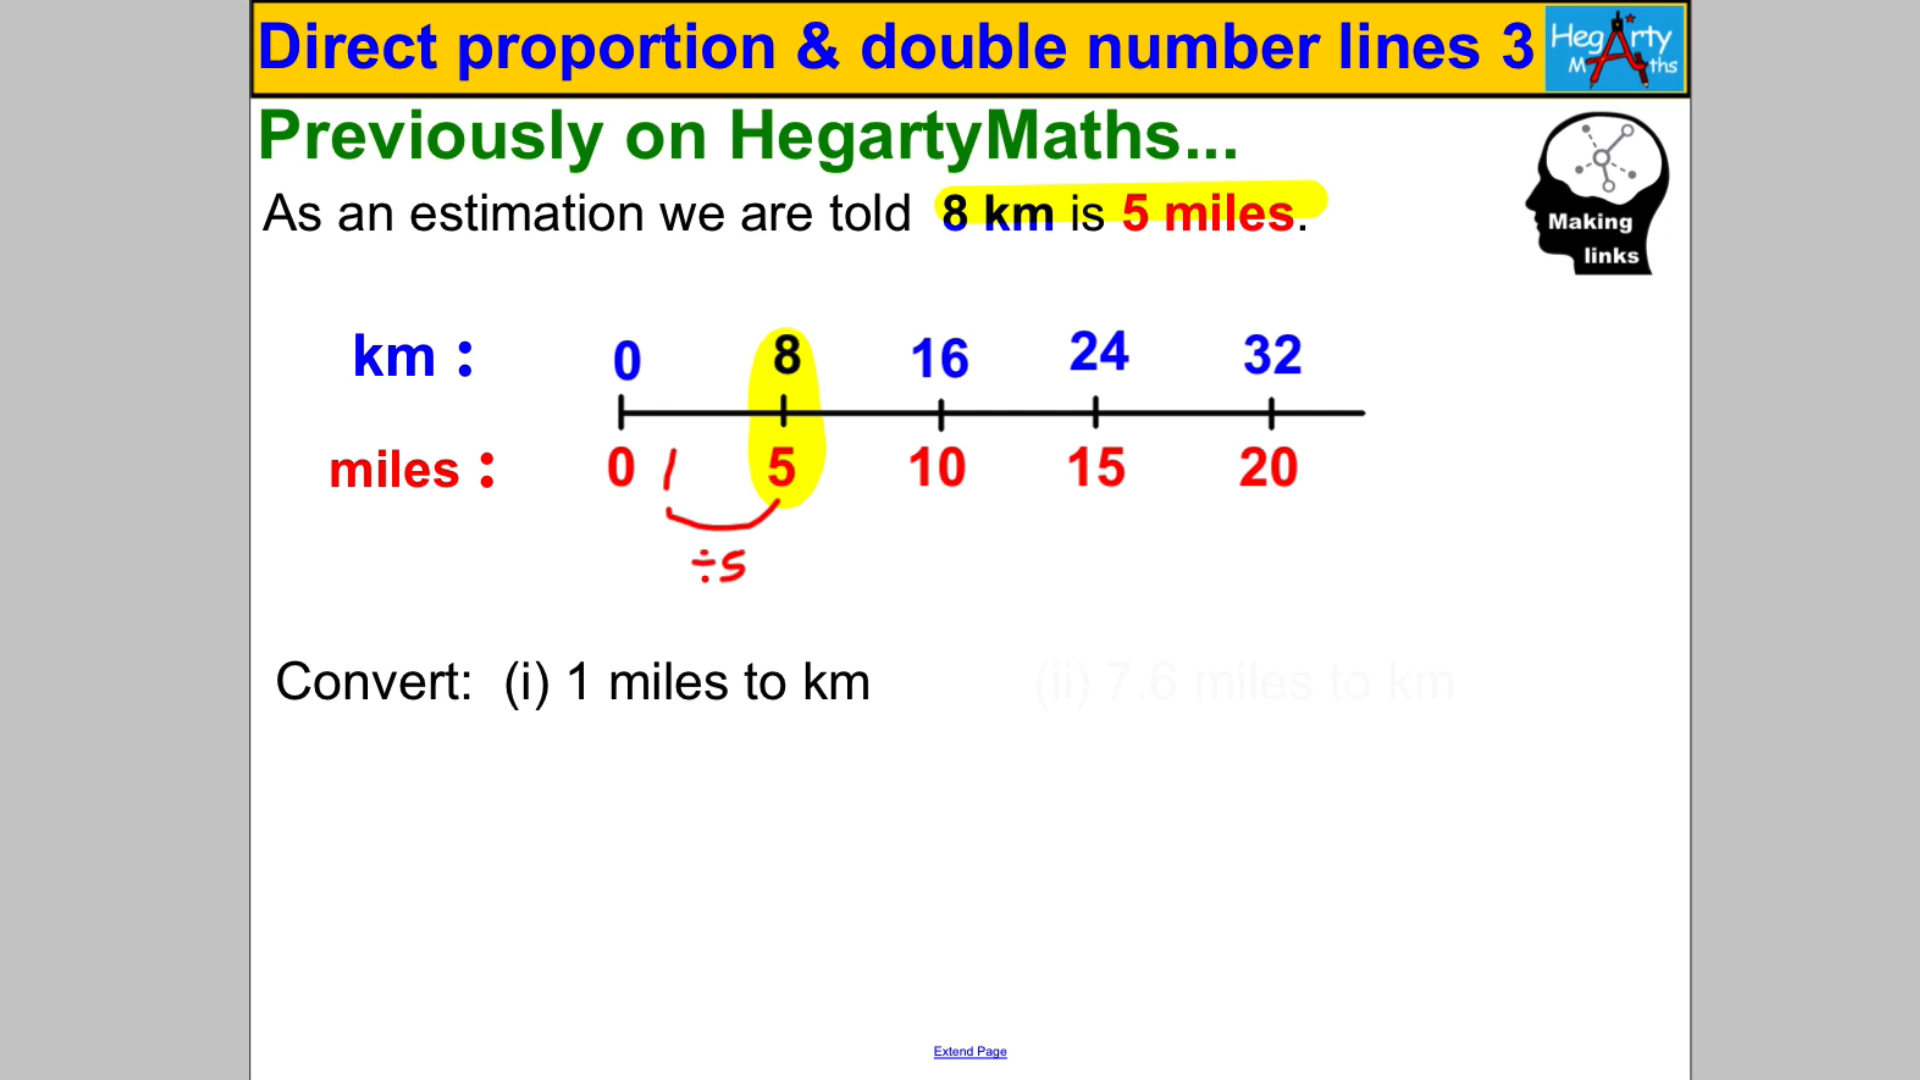 Direct proportion & double number lines 3
Hegarty
Maths
Previously on HegartyMaths...
As an estimation we are told 8 km is 5 miles.
Making
links
km : 0 8 16 24 32
miles : 0 1 5 10 15 20
÷5
Convert: (i) 1 miles to km (ii) 7.6 miles to km
Extend Page